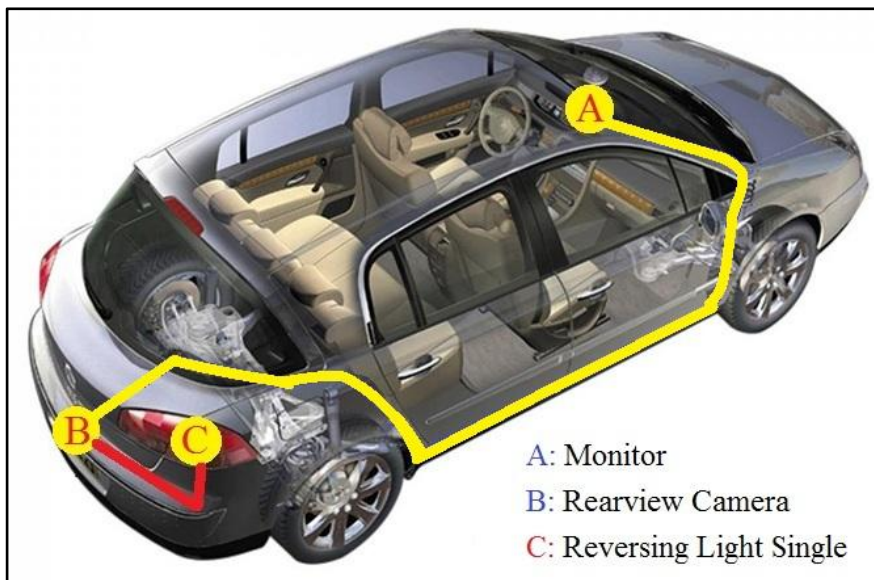 A
B
C
A: Monitor
B: Rearview Camera
C: Reversing Light Single